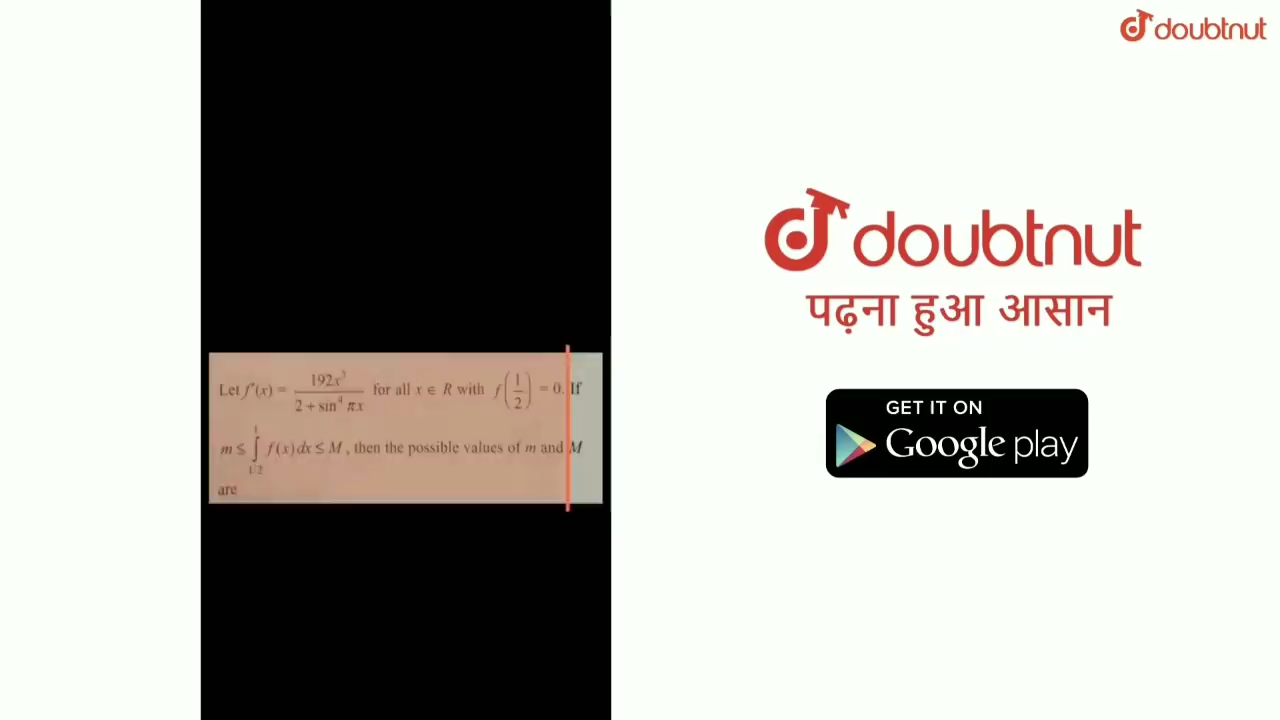 doubtnut
doubtnut
पढ़ना हुआ आसान
GET IT ON
Google play
Let f'(x) = 192x³ / (2 + sin⁴ πx) for all x ∈ R with f(1/2) = 0. If
m ≤ ∫_{1/2}^{1} f(x) dx ≤ M, then the possible values of m and M
are